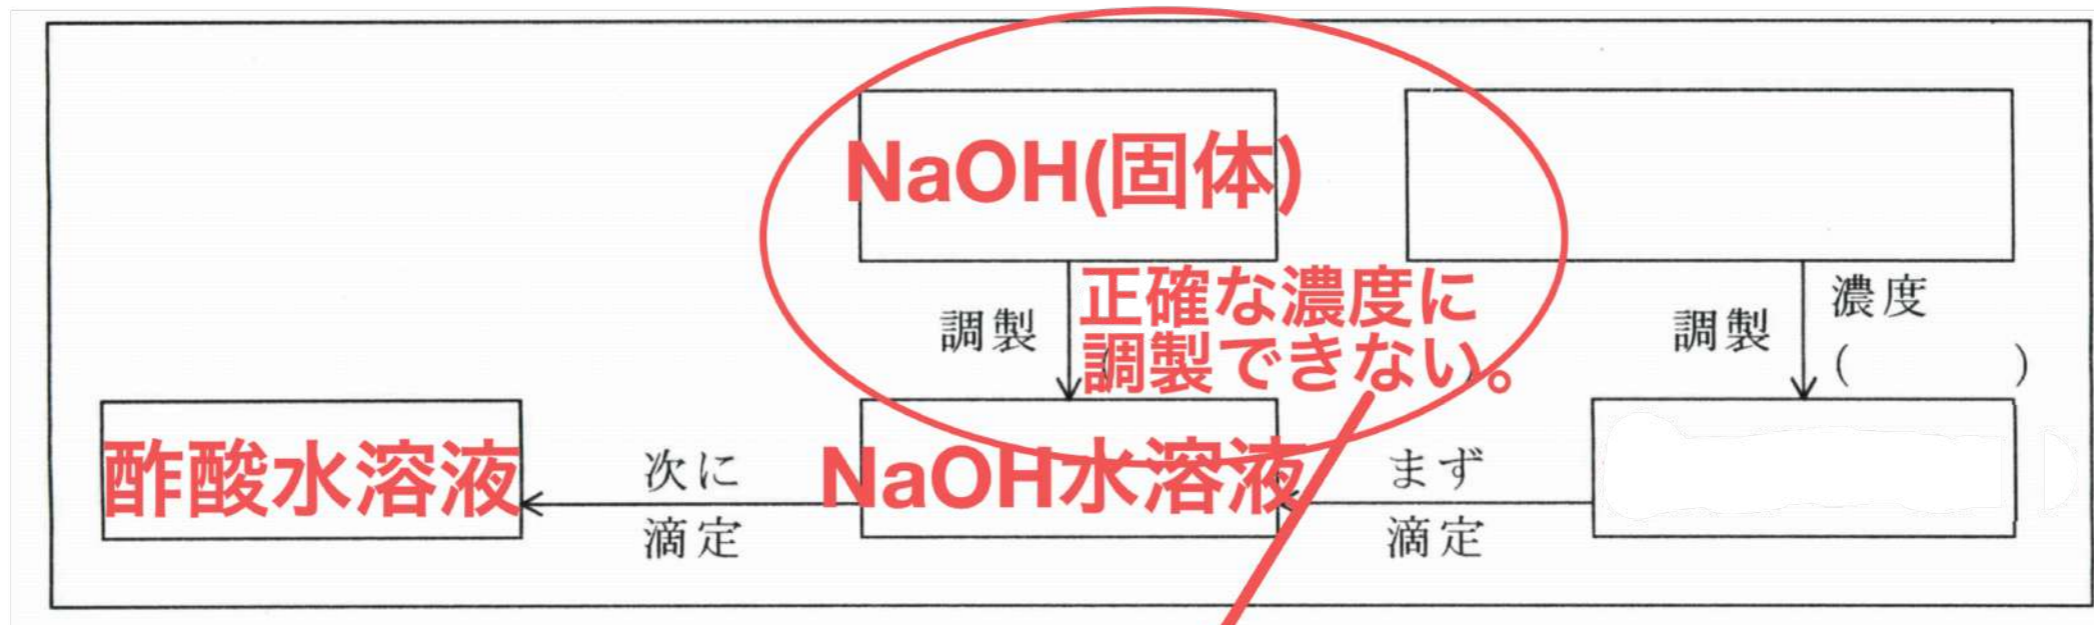 NaOH(固体)
調製
正確な濃度に
調製できない。
調製
濃度
( )
酢酸水溶液
次に
滴定
NaOH水溶液
まず
滴定